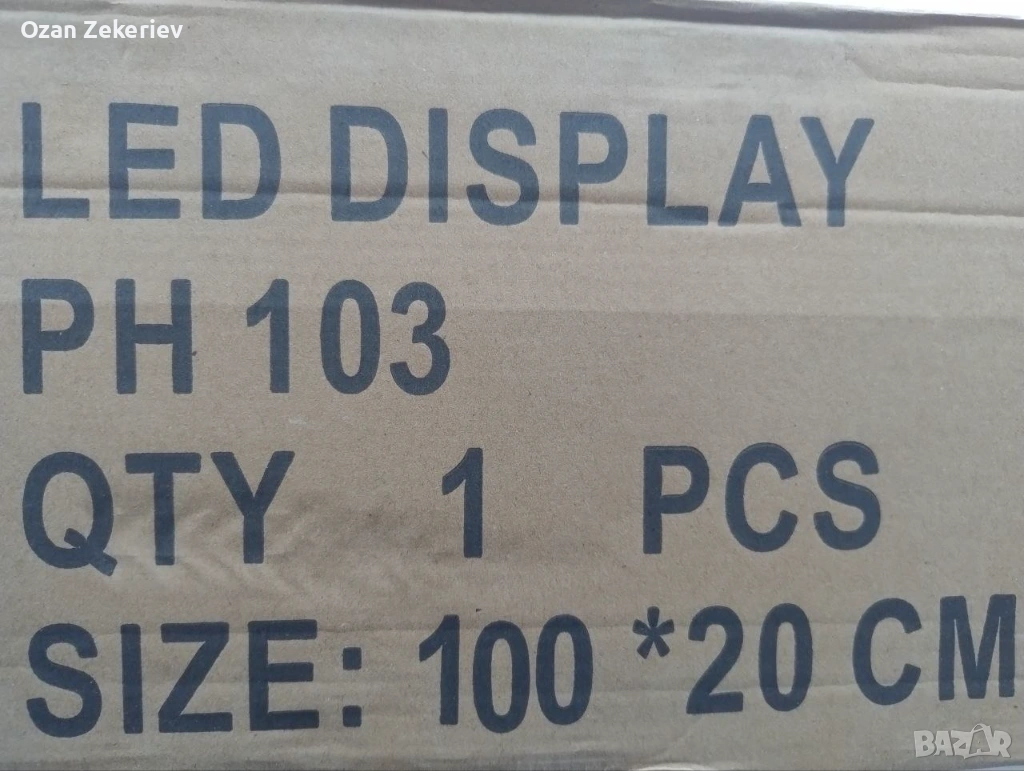 Ozan Zekeriev
LED DISPLAY
PH 103
QTY 1 PCS
SIZE: 100 *20 CM
BAZAR